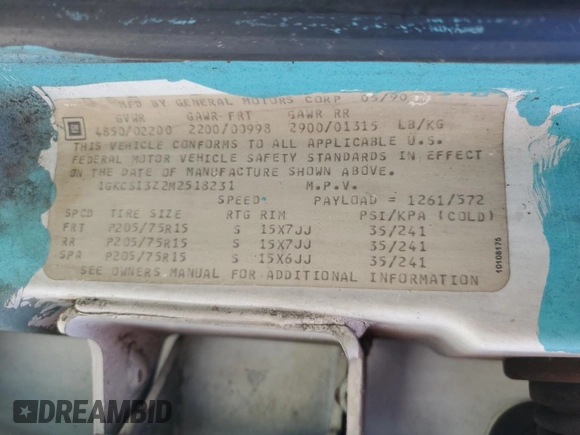 MFD BY GENERAL MOTORS CORP 05/90
GVWR GAWR FRT GAWR RR
GM 4850/02200 2200/00998 2900/01315 LB/KG
THIS VEHICLE CONFORMS TO ALL APPLICABLE U.S.
FEDERAL MOTOR VEHICLE SAFETY STANDARDS IN EFFECT
ON THE DATE OF MANUFACTURE SHOWN ABOVE.
1GKCS13Z2M2518231 M.P.V.
SPEED PAYLOAD = 1261/572
SPCD TIRE SIZE RTG RIM PSI/KPA (COLD)
FRT P205/75R15 S 15X7JJ 35/241
RR P205/75R15 S 15X7JJ 35/241
SPA P205/75R15 S 15X6JJ 35/241
SEE OWNERS MANUAL FOR ADDITIONAL INFORMATION
10108175
DREAMBID